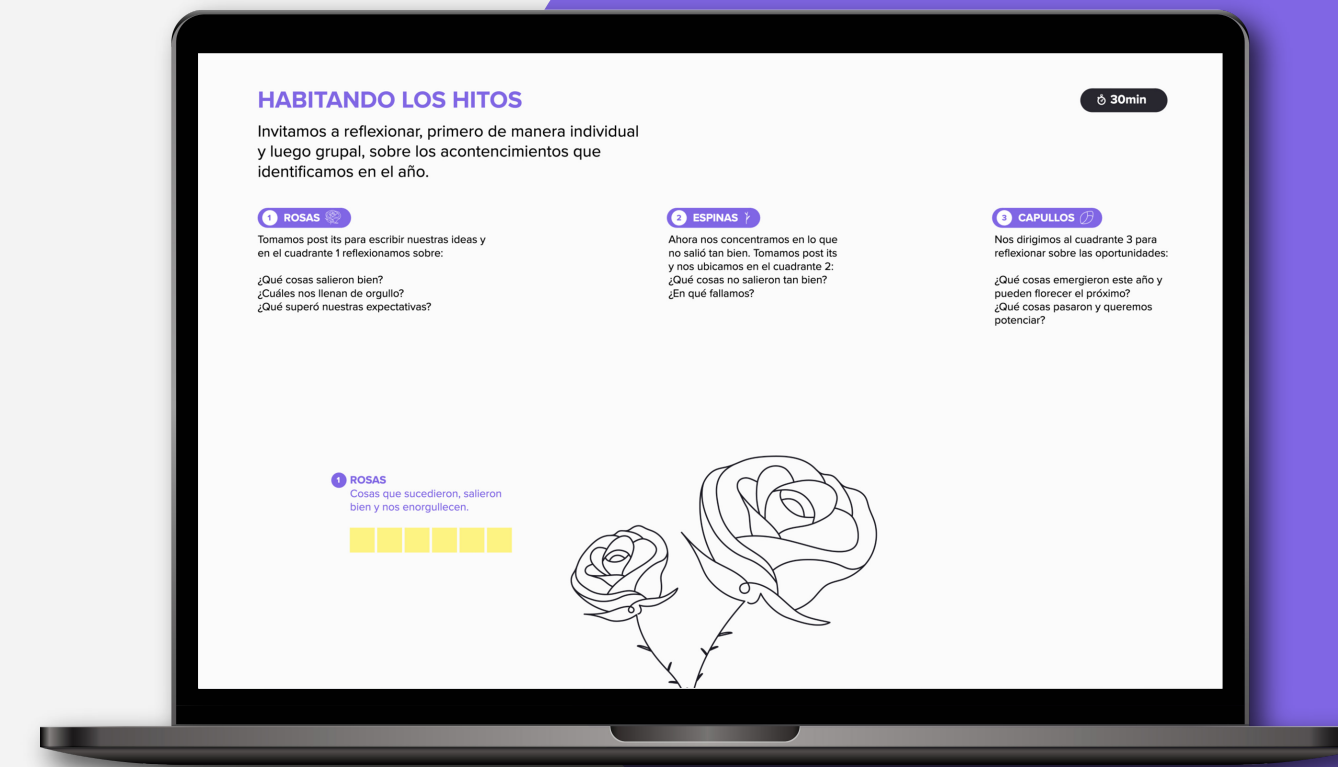 HABITANDO LOS HITOS
30min
Invitamos a reflexionar, primero de manera individual
y luego grupal, sobre los acontencimientos que
identificamos en el año.
1 ROSAS
Tomamos post its para escribir nuestras ideas y
en el cuadrante 1 reflexionamos sobre:
¿Qué cosas salieron bien?
¿Cuáles nos llenan de orgullo?
¿Qué superó nuestras expectativas?
2 ESPINAS
Ahora nos concentramos en lo que
no salió tan bien. Tomamos post its
y nos ubicamos en el cuadrante 2:
¿Qué cosas no salieron tan bien?
¿En qué fallamos?
3 CAPULLOS
Nos dirigimos al cuadrante 3 para
reflexionar sobre las oportunidades:
¿Qué cosas emergieron este año y
pueden florecer el próximo?
¿Qué cosas pasaron y queremos
potenciar?
1 ROSAS
Cosas que sucedieron, salieron
bien y nos enorgullecen.